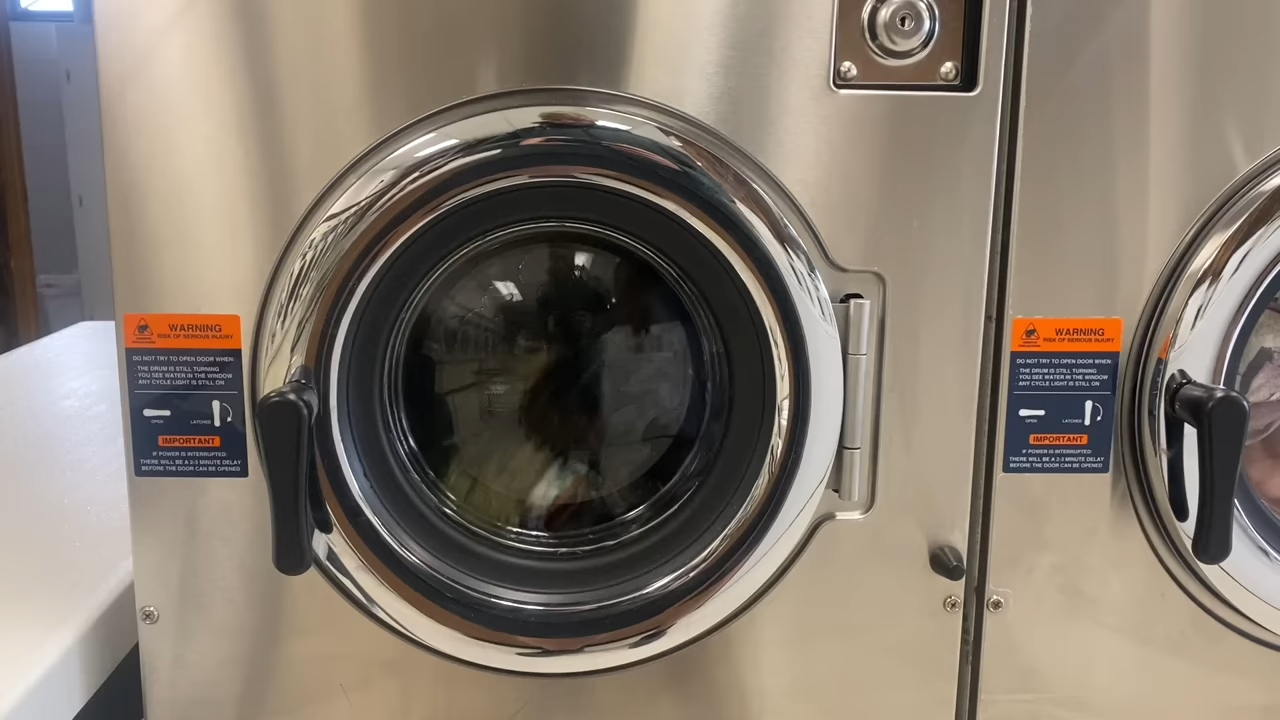 WARNING
RISK OF SERIOUS INJURY
DO NOT TRY TO OPEN DOOR WHEN:
- THE DRUM IS STILL TURNING
- YOU SEE WATER IN THE WINDOW
- ANY CYCLE LIGHT IS STILL ON
OPEN
LATCHED
IMPORTANT
IF POWER IS INTERRUPTED:
THERE WILL BE A 2-3 MINUTE DELAY
BEFORE THE DOOR CAN BE OPENED
WARNING
RISK OF SERIOUS INJURY
DO NOT TRY TO OPEN DOOR WHEN:
- THE DRUM IS STILL TURNING
- YOU SEE WATER IN THE WINDOW
- ANY CYCLE LIGHT IS STILL ON
OPEN
LATCHED
IMPORTANT
IF POWER IS INTERRUPTED:
THERE WILL BE A 2-3 MINUTE DELAY
BEFORE THE DOOR CAN BE OPENED